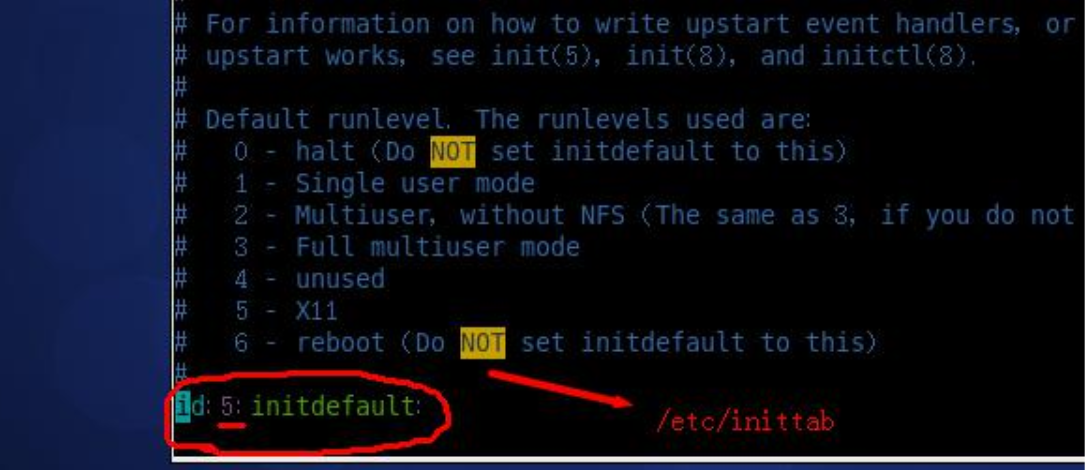 # For information on how to write upstart event handlers, or
# upstart works, see init(5), init(8), and initctl(8).
#
# Default runlevel. The runlevels used are:
#   0 - halt (Do NOT set initdefault to this)
#   1 - Single user mode
#   2 - Multiuser, without NFS (The same as 3, if you do not
#   3 - Full multiuser mode
#   4 - unused
#   5 - X11
#   6 - reboot (Do NOT set initdefault to this)
#
id:5:initdefault:
/etc/inittab